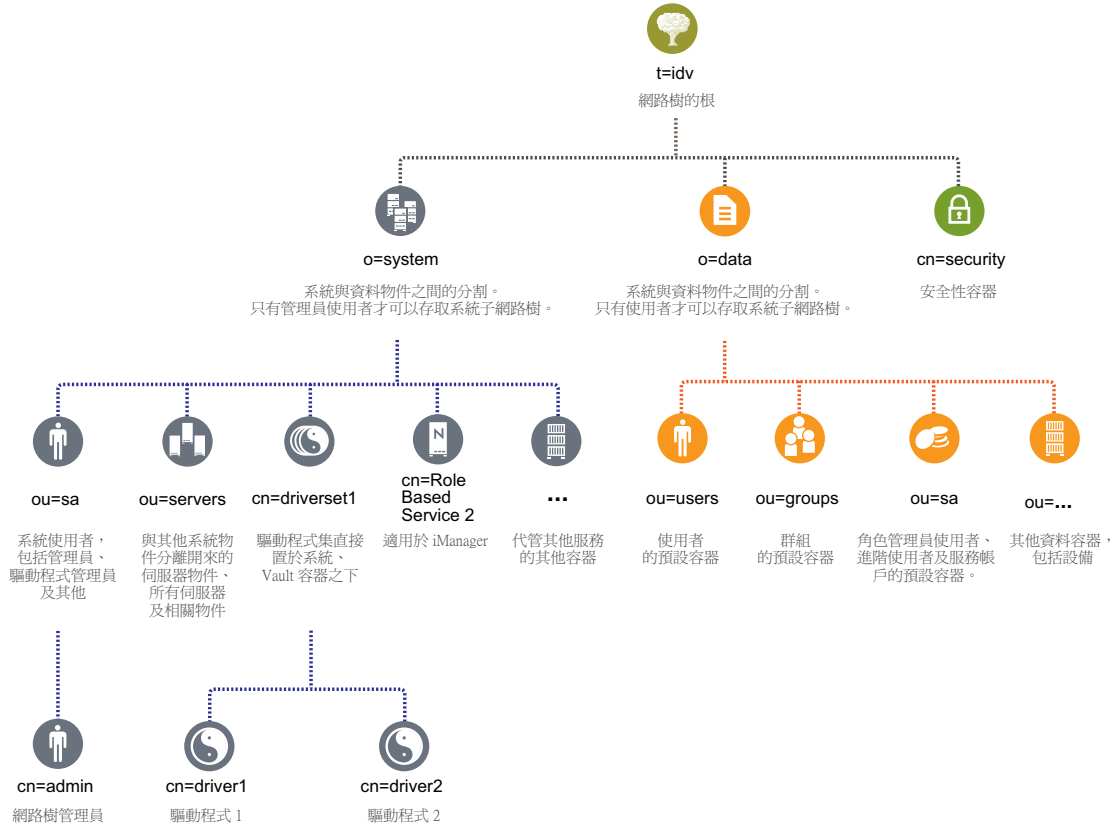 t=idv
網路樹的根
o=system
系統與資料物件之間的分割。
只有管理員使用者才可以存取系統子網路樹。
o=data
系統與資料物件之間的分割。
只有使用者才可以存取系統子網路樹。
cn=security
安全性容器
ou=sa
系統使用者，
包括管理員、
驅動程式管理員
及其他
ou=servers
與其他系統物
件分離開來的
伺服器物件、
所有伺服器
及相關物件
cn=driverset1
驅動程式集直接
置於系統、
Vault 容器之下
N
cn=Role
Based
Service 2
適用於 iManager
...
代管其他服務
的其他容器
ou=users
使用者
的預設容器
ou=groups
群組
的預設容器
ou=sa
角色管理員使用者、
進階使用者及服務帳
戶的預設容器。
ou=...
其他資料容器，
包括設備
cn=admin
網路樹管理員
cn=driver1
驅動程式 1
cn=driver2
驅動程式 2